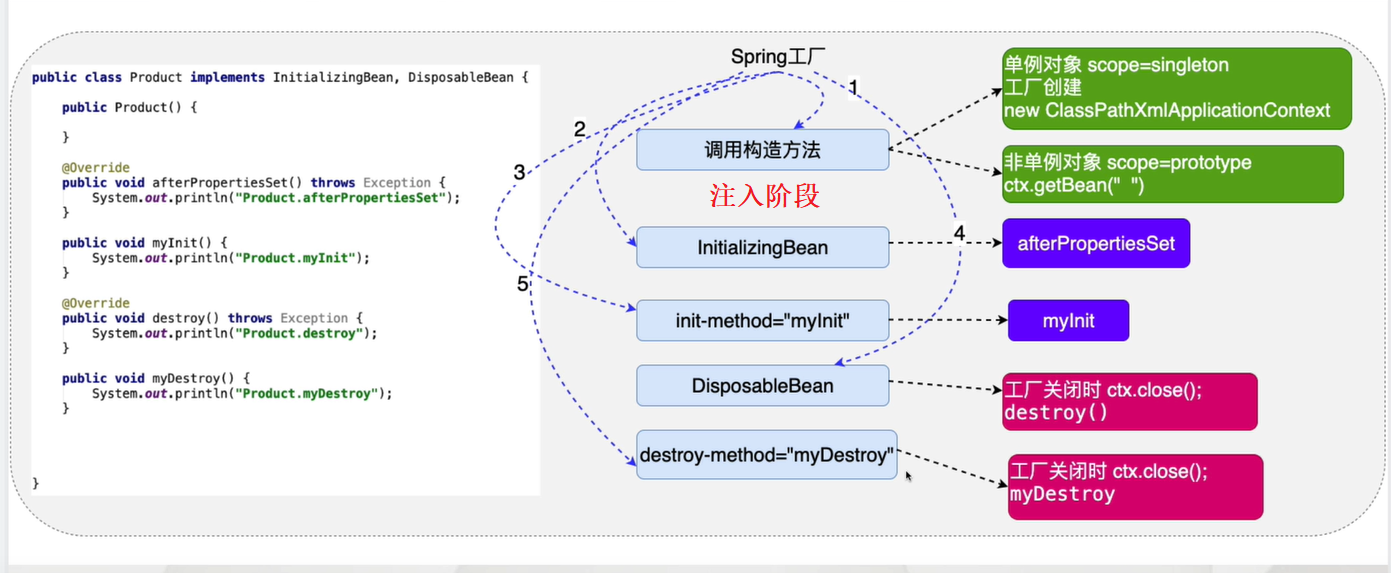 public class Product implements InitializingBean, DisposableBean {
public Product() {
}
@Override
public void afterPropertiesSet() throws Exception {
System.out.println("Product.afterPropertiesSet");
}
public void myInit() {
System.out.println("Product.myInit");
}
@Override
public void destroy() throws Exception {
System.out.println("Product.destroy");
}
public void myDestroy() {
System.out.println("Product.myDestroy");
}
}
Spring工厂
1
2
3
4
5
调用构造方法
注入阶段
InitializingBean
init-method="myInit"
DisposableBean
destroy-method="myDestroy"
单例对象 scope=singleton
工厂创建
new ClassPathXmlApplicationContext
非单例对象 scope=prototype
ctx.getBean(" ")
afterPropertiesSet
myInit
工厂关闭时 ctx.close();
destroy()
工厂关闭时 ctx.close();
myDestroy